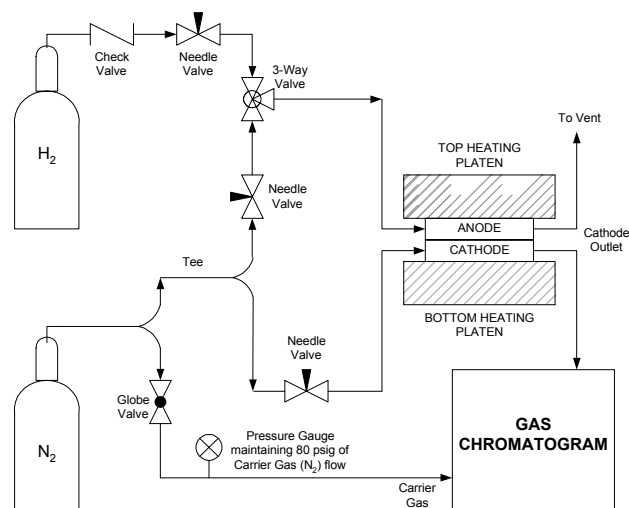 Check
Valve
Needle
Valve
3-Way
Valve
To Vent
H2
TOP HEATING
PLATEN
Needle
Valve
ANODE
CATHODE
Cathode
Outlet
Tee
BOTTOM HEATING
PLATEN
Needle
Valve
Globe
Valve
N2
Pressure Gauge
maintaining 80 psig of
Carrier Gas (N2) flow
GAS
CHROMATOGRAM
Carrier
Gas